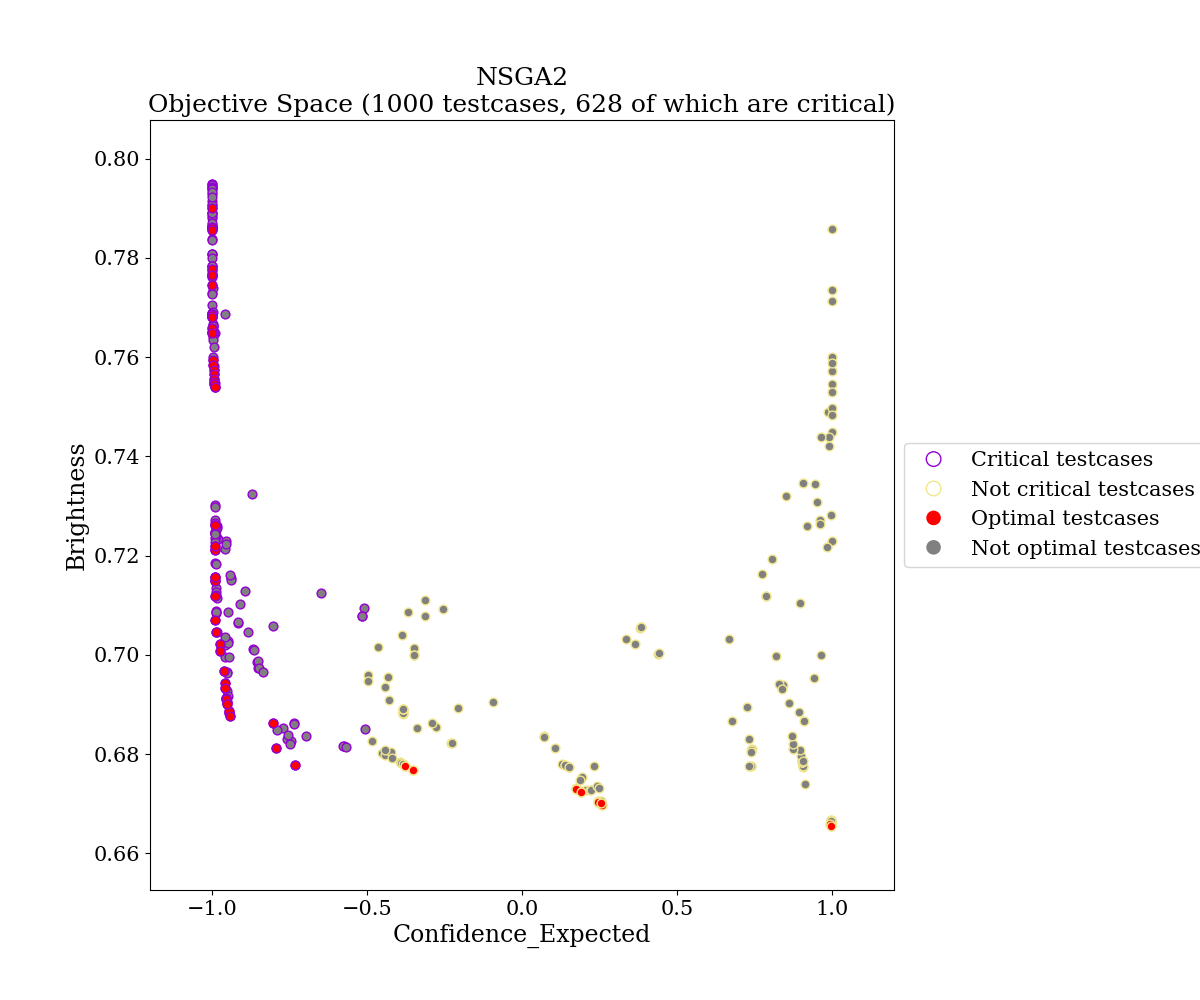 NSGA2
Objective Space (1000 testcases, 628 of which are critical)
0.80
0.78
0.76
0.74
0.72
0.70
0.68
0.66
Brightness
−1.0
−0.5
0.0
0.5
1.0
Confidence_Expected
Critical testcases
Not critical testcases
Optimal testcases
Not optimal testcases